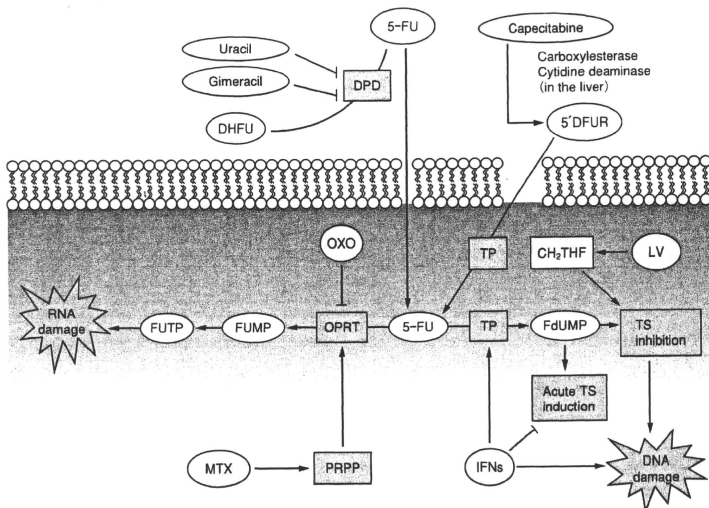 5-FU
Capecitabine
Uracil
Gimeracil
DPD
DHFU
Carboxylesterase
Cytidine deaminase
(in the liver)
5´DFUR
OXO
TP
CH₂THF
LV
RNA
damage
FUTP
FUMP
OPRT
5-FU
TP
FdUMP
TS
inhibition
Acute TS
induction
MTX
PRPP
IFNs
DNA
damage